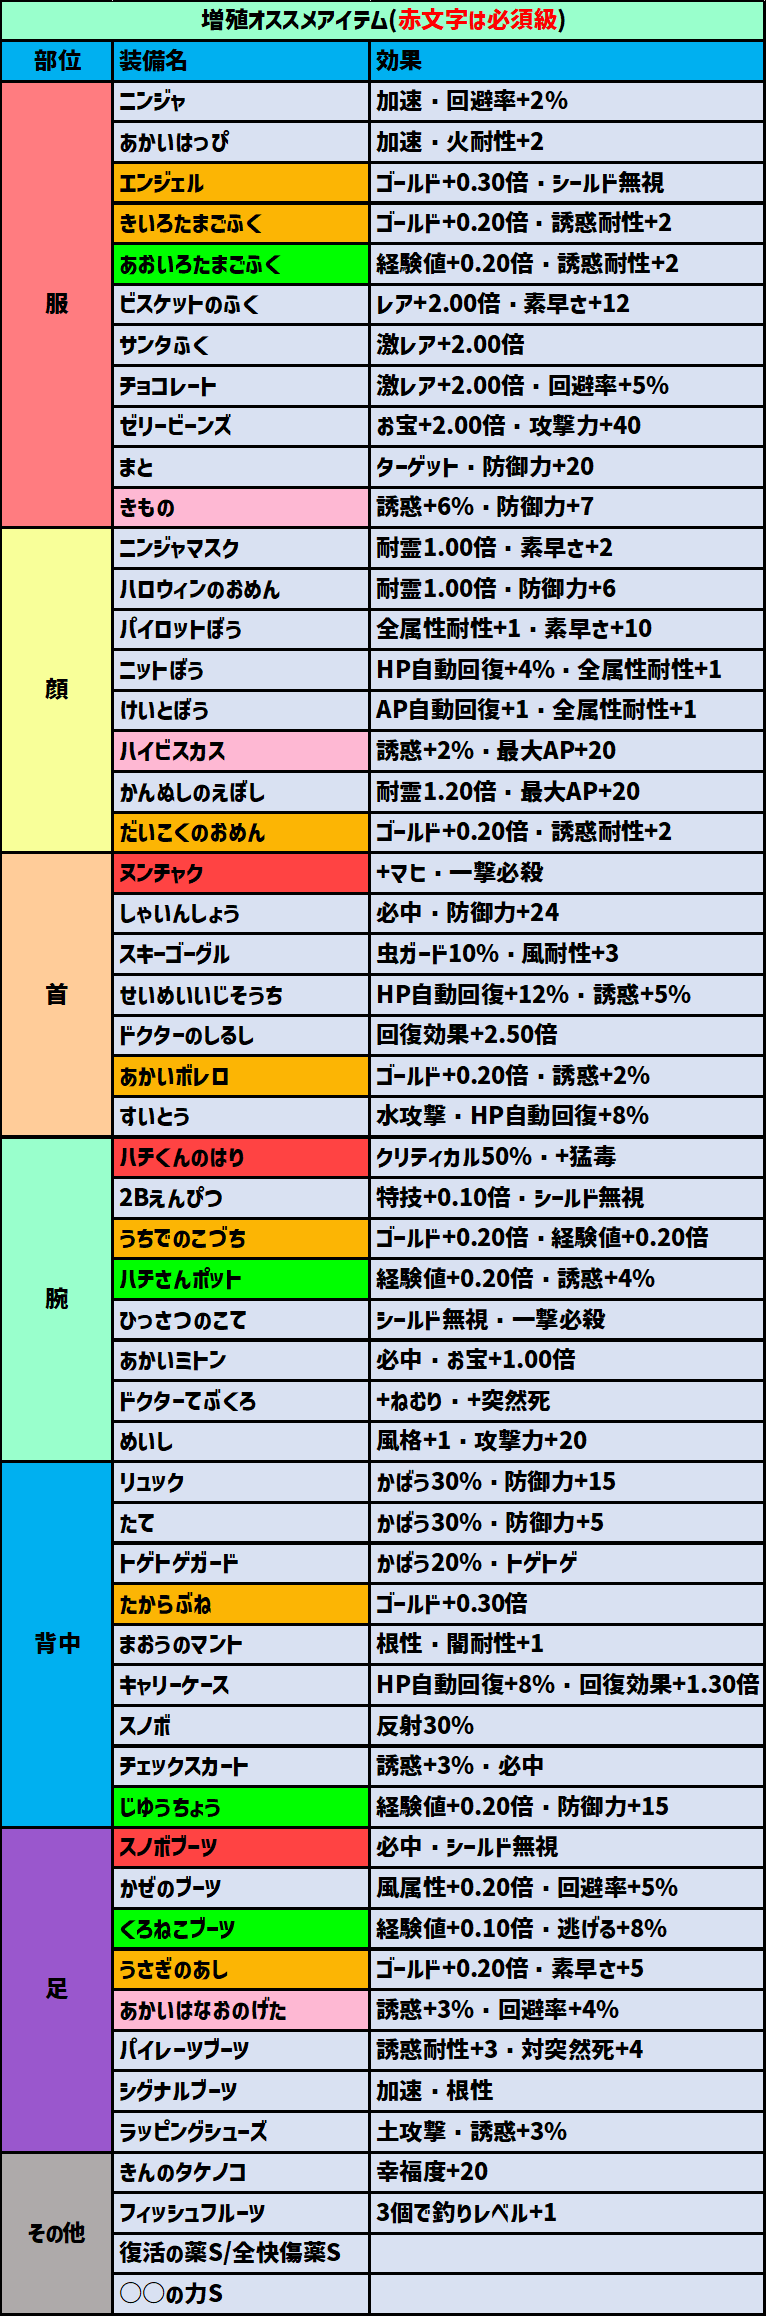 増殖オススメアイテム(赤文字は必須級)
部位 装備名 効果
服
ニンジャ 加速・回避率+2%
あかいはっぴ 加速・火耐性+2
エンジェル ゴールド+0.30倍・シールド無視
きいろたまごふく ゴールド+0.20倍・誘惑耐性+2
あおいろたまごふく 経験値+0.20倍・誘惑耐性+2
ビスケットのふく レア+2.00倍・素早さ+12
サンタふく 激レア+2.00倍
チョコレート 激レア+2.00倍・回避率+5%
ゼリービーンズ お宝+2.00倍・攻撃力+40
まと ターゲット・防御力+20
きもの 誘惑+6%・防御力+7
顔
ニンジャマスク 耐霊1.00倍・素早さ+2
ハロウィンのおめん 耐霊1.00倍・防御力+6
パイロットぼう 全属性耐性+1・素早さ+10
ニットぼう HP自動回復+4%・全属性耐性+1
けいとぼう AP自動回復+1・全属性耐性+1
ハイビスカス 誘惑+2%・最大AP+20
かんぬしのえぼし 耐霊1.20倍・最大AP+20
だいこくのおめん ゴールド+0.20倍・誘惑耐性+2
首
ヌンチャク +マヒ・一撃必殺
しゃいんしょう 必中・防御力+24
スキーゴーグル 虫ガード10%・風耐性+3
せいめいいじそうち HP自動回復+12%・誘惑+5%
ドクターのしるし 回復効果+2.50倍
あかいボレロ ゴールド+0.20倍・誘惑+2%
すいとう 水攻撃・HP自動回復+8%
腕
ハチくんのはり クリティカル50%・+猛毒
2Bえんぴつ 特技+0.10倍・シールド無視
うちでのこづち ゴールド+0.20倍・経験値+0.20倍
ハチさんポット 経験値+0.20倍・誘惑+4%
ひっさつのこて シールド無視・一撃必殺
あかいミトン 必中・お宝+1.00倍
ドクターてぶくろ +ねむり・+突然死
めいし 風格+1・攻撃力+20
背中
リュック かばう30%・防御力+15
たて かばう30%・防御力+5
トゲトゲガード かばう20%・トゲトゲ
たからぶね ゴールド+0.30倍
まおうのマント 根性・闇耐性+1
キャリーケース HP自動回復+8%・回復効果+1.30倍
スノボ 反射30%
チェックスカート 誘惑+3%・必中
じゆうちょう 経験値+0.20倍・防御力+15
足
スノボブーツ 必中・シールド無視
かぜのブーツ 風属性+0.20倍・回避率+5%
くろねこブーツ 経験値+0.10倍・逃げる+8%
うさぎのあし ゴールド+0.20倍・素早さ+5
あかいはなおのげた 誘惑+3%・回避率+4%
パイレーツブーツ 誘惑耐性+3・対突然死+4
シグナルブーツ 加速・根性
ラッピングシューズ 土攻撃・誘惑+3%
その他
きんのタケノコ 幸福度+20
フィッシュフルーツ 3個で釣りレベル+1
復活の薬S/全快傷薬S
〇〇の力S